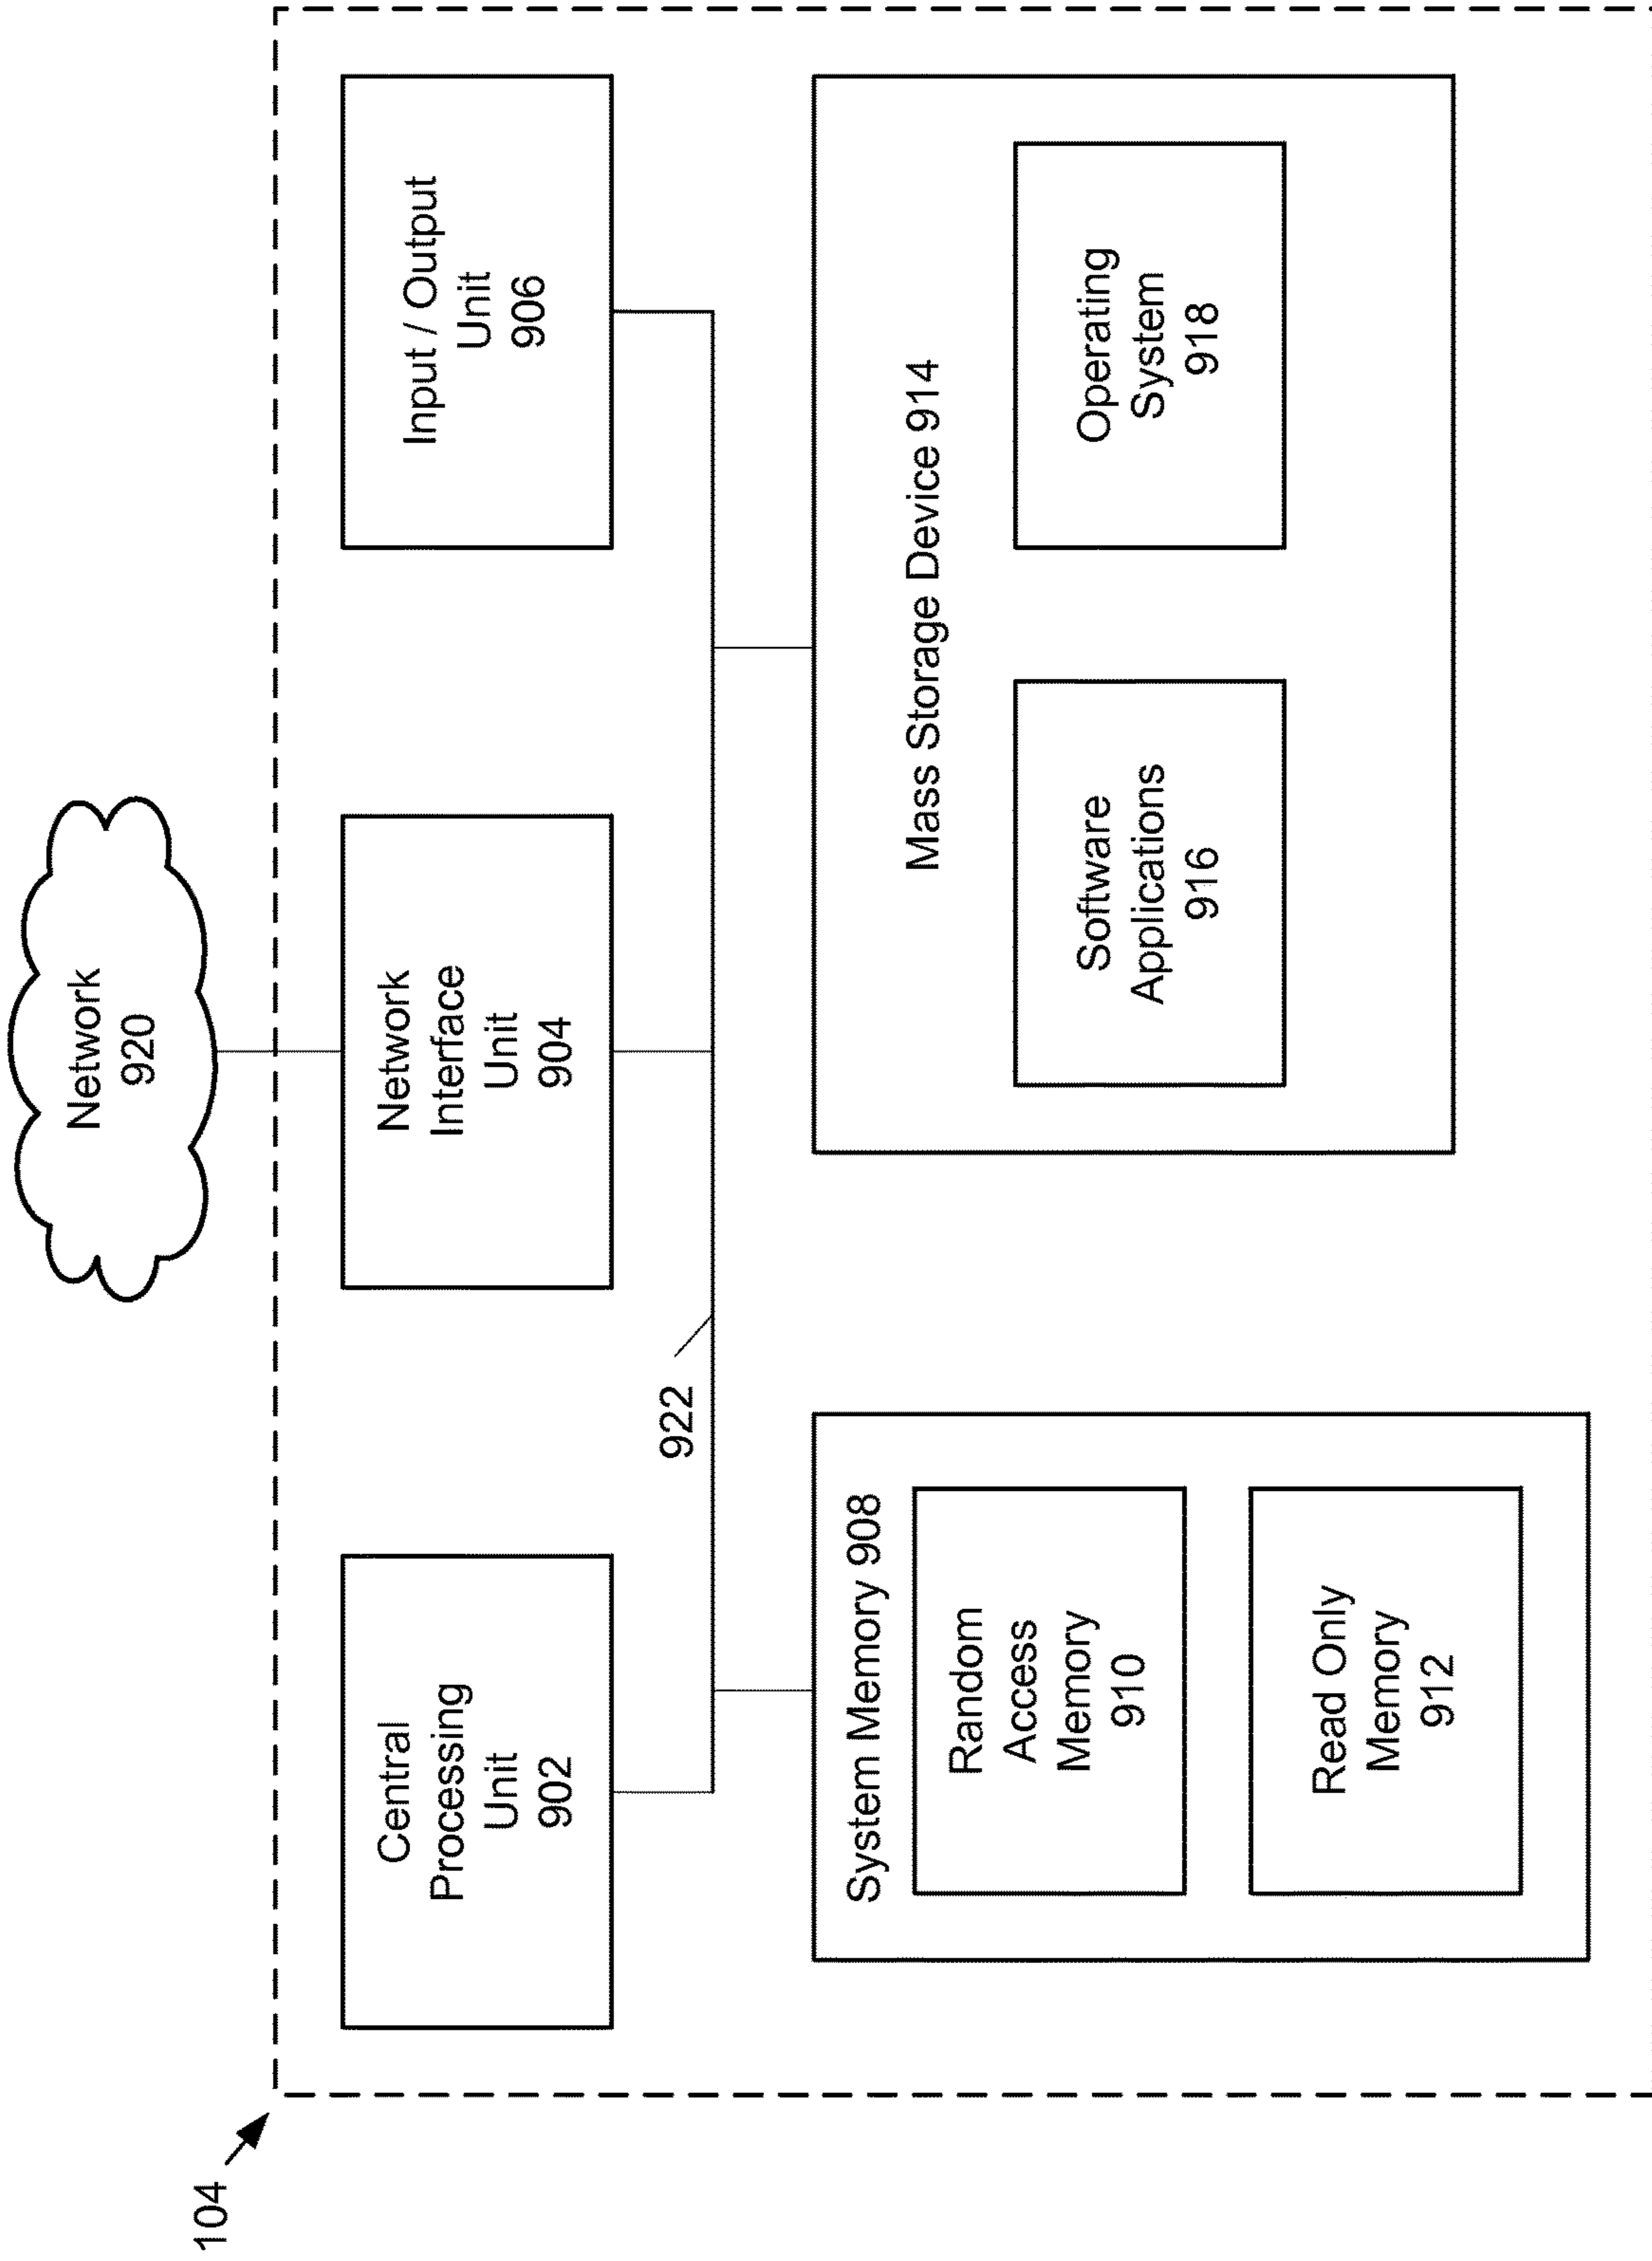 104
Network
920
Central
Processing
Unit
902
Network
Interface
Unit
904
Input / Output
Unit
906
922
System Memory 908
Random
Access
Memory
910
Read Only
Memory
912
Mass Storage Device 914
Software
Applications
916
Operating
System
918